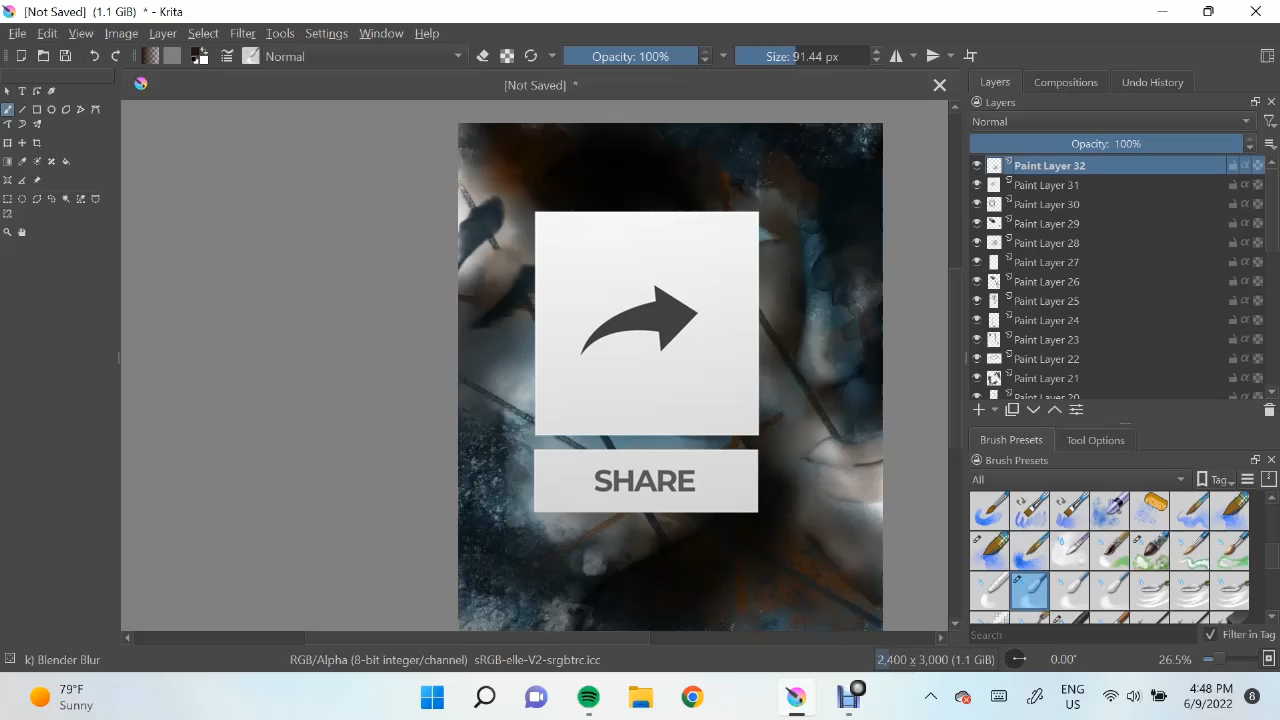 [Not Saved] (1.1 GiB) * - Krita
File Edit View Image Layer Select Filter Tools Settings Window Help
Normal Opacity: 100% Size: 91.44 px
[Not Saved] *
Layers Compositions Undo History
Layers
Normal
Opacity: 100%
Paint Layer 32
Paint Layer 31
Paint Layer 30
Paint Layer 29
Paint Layer 28
Paint Layer 27
Paint Layer 26
Paint Layer 25
Paint Layer 24
Paint Layer 23
Paint Layer 22
Paint Layer 21
Paint Layer 20
SHARE
Brush Presets Tool Options
Brush Presets
All Tag
Search Filter in Tag
k) Blender Blur RGB/Alpha (8-bit integer/channel) sRGB-elle-V2-srgbtrc.icc 2,400 x 3,000 (1.1 GiB) 0.00° 26.5%
79°F
Sunny
ENG
US
4:48 PM
6/9/2022
8